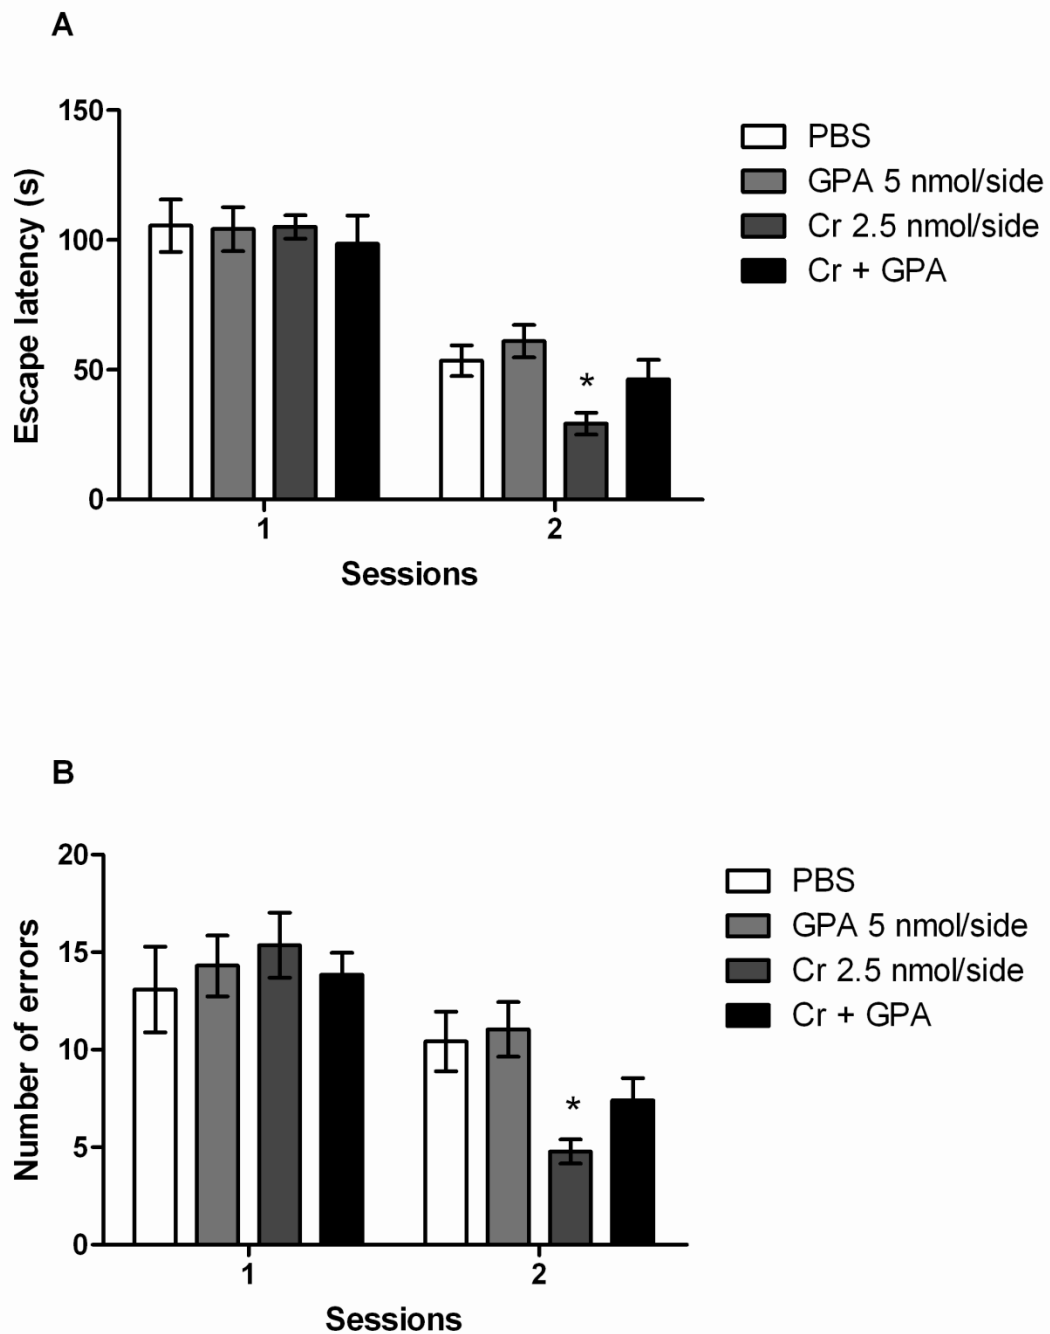 A
150
100
50
0
Escape latency (s)
1
2
Sessions
PBS
GPA 5 nmol/side
Cr 2.5 nmol/side
Cr + GPA
*
B
20
15
10
5
0
Number of errors
1
2
Sessions
PBS
GPA 5 nmol/side
Cr 2.5 nmol/side
Cr + GPA
*